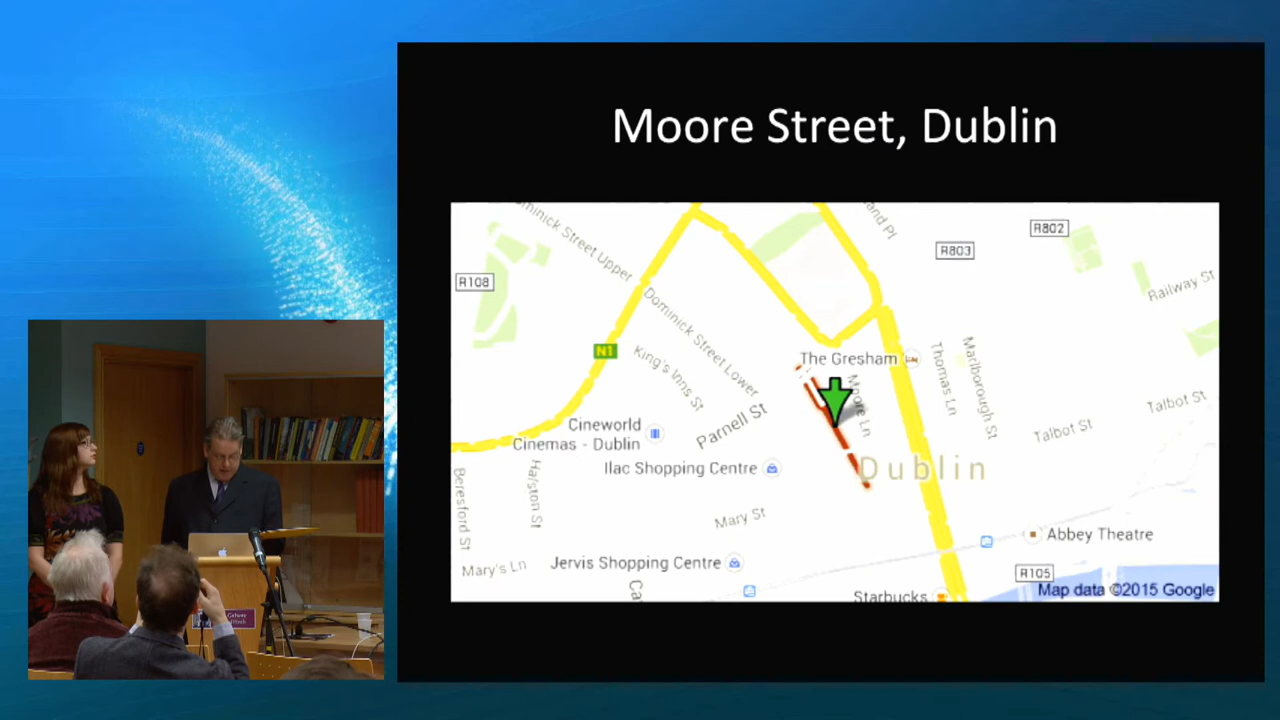 Moore Street, Dublin
Dominick Street Upper
R802
R803
R108
Railway St
Dominick Street Lower
N1
King's Inns St
The Gresham
Moore Ln
Thomas Ln
Marlborough St
Parnell St
Cineworld
Cinemas - Dublin
Talbot St
Talbot St
Ilac Shopping Centre
Dublin
Beresford St
Halston St
Mary St
Abbey Theatre
Mary's Ln
Jervis Shopping Centre
R105
Starbucks
Map data ©2015 Google
Galway